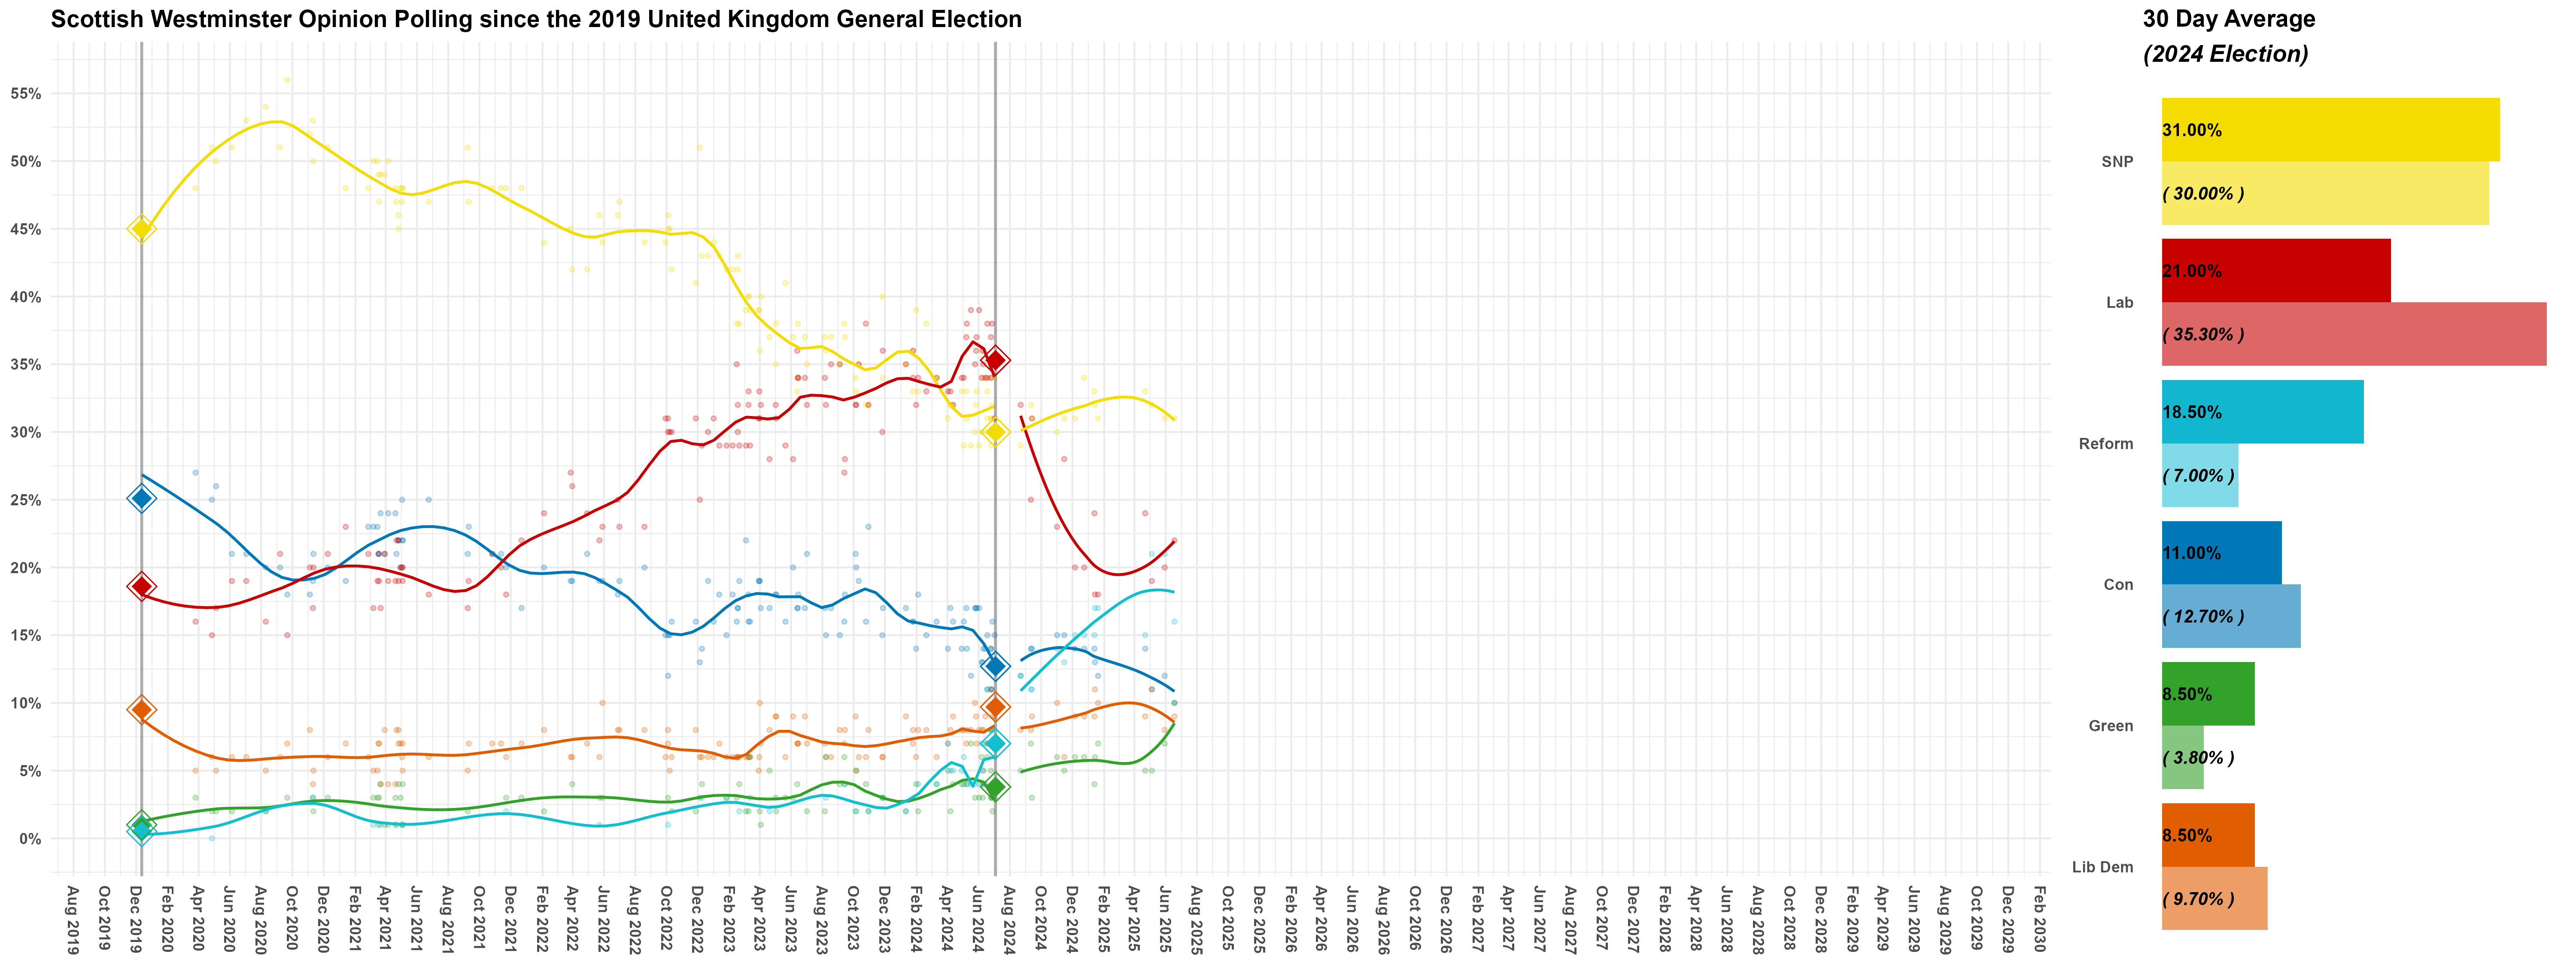 Scottish Westminster Opinion Polling since the 2019 United Kingdom General Election
55%
50%
45%
40%
35%
30%
25%
20%
15%
10%
5%
0%
Aug 2019
Oct 2019
Dec 2019
Feb 2020
Apr 2020
Jun 2020
Aug 2020
Oct 2020
Dec 2020
Feb 2021
Apr 2021
Jun 2021
Aug 2021
Oct 2021
Dec 2021
Feb 2022
Apr 2022
Jun 2022
Aug 2022
Oct 2022
Dec 2022
Feb 2023
Apr 2023
Jun 2023
Aug 2023
Oct 2023
Dec 2023
Feb 2024
Apr 2024
Jun 2024
Aug 2024
Oct 2024
Dec 2024
Feb 2025
Apr 2025
Jun 2025
Aug 2025
Oct 2025
Dec 2025
Feb 2026
Apr 2026
Jun 2026
Aug 2026
Oct 2026
Dec 2026
Feb 2027
Apr 2027
Jun 2027
Aug 2027
Oct 2027
Dec 2027
Feb 2028
Apr 2028
Jun 2028
Aug 2028
Oct 2028
Dec 2028
Feb 2029
Apr 2029
Jun 2029
Aug 2029
Oct 2029
Dec 2029
Feb 2030
30 Day Average
(2024 Election)
SNP
31.00%
( 30.00% )
Lab
21.00%
( 35.30% )
Reform
18.50%
( 7.00% )
Con
11.00%
( 12.70% )
Green
8.50%
( 3.80% )
Lib Dem
8.50%
( 9.70% )